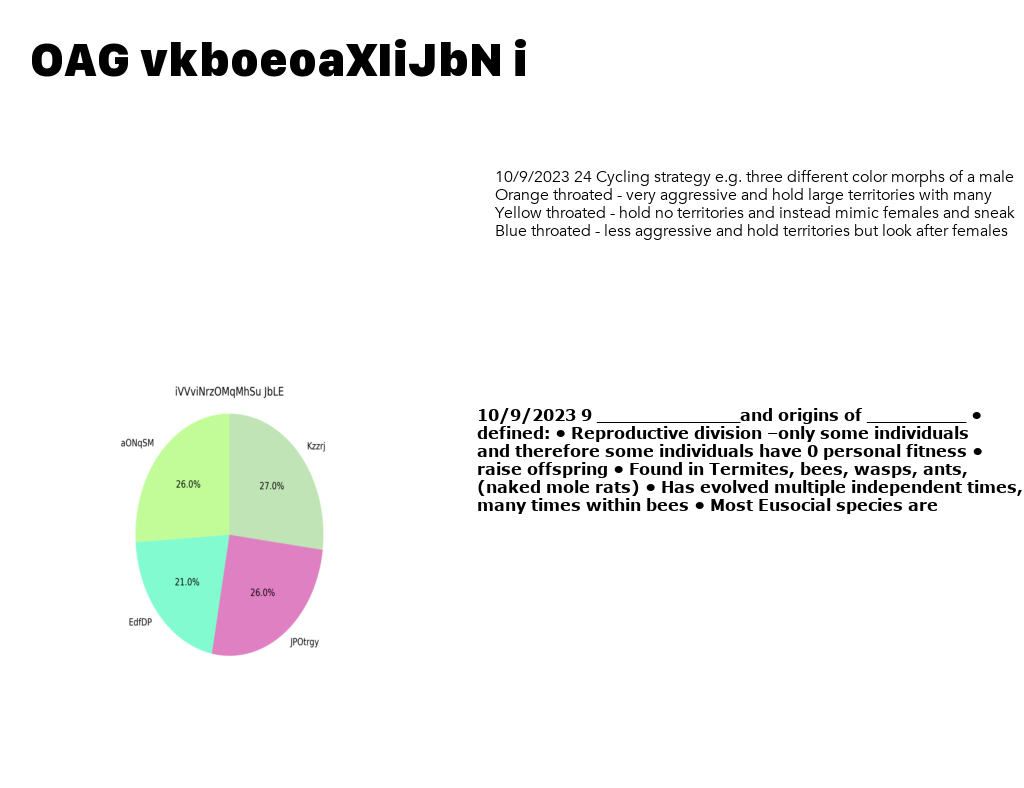 OAG vkboeoaXIiJbN i
10/9/2023 24 Cycling strategy e.g. three different color morphs of a male
Orange throated - very aggressive and hold large territories with many
Yellow throated - hold no territories and instead mimic females and sneak
Blue throated - less aggressive and hold territories but look after females
iVVviNrzOMqMhSu JbLE
aONqSM
Kzzrj
26.0%
27.0%
21.0%
26.0%
EdfDP
JPOtrgy
10/9/2023 9 _________________and origins of ____________ •
defined: • Reproductive division –only some individuals
and therefore some individuals have 0 personal fitness •
raise offspring • Found in Termites, bees, wasps, ants,
(naked mole rats) • Has evolved multiple independent times,
many times within bees • Most Eusocial species are